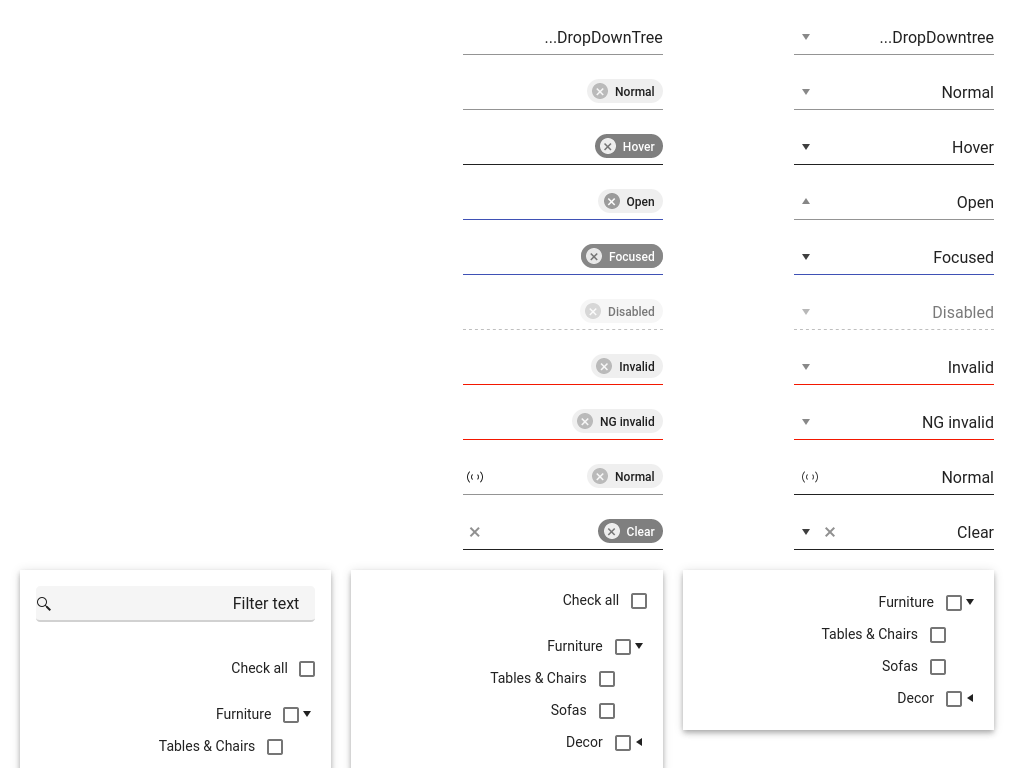 ...DropDownTree
...DropDowntree
Normal
Normal
Hover
Hover
Open
Open
Focused
Focused
Disabled
Disabled
Invalid
Invalid
NG invalid
NG invalid
Normal
Normal
Clear
Clear
Filter text
Check all
Furniture
Tables & Chairs
Check all
Furniture
Tables & Chairs
Sofas
Decor
Furniture
Tables & Chairs
Sofas
Decor